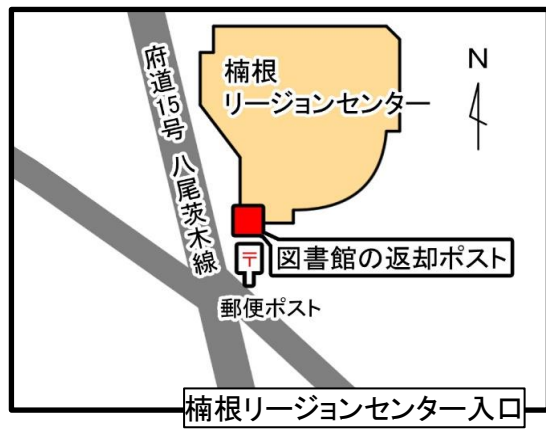 楠根
リージョンセンター
N
府道15号 八尾茨木線
〒
図書館の返却ポスト
郵便ポスト
楠根リージョンセンター入口